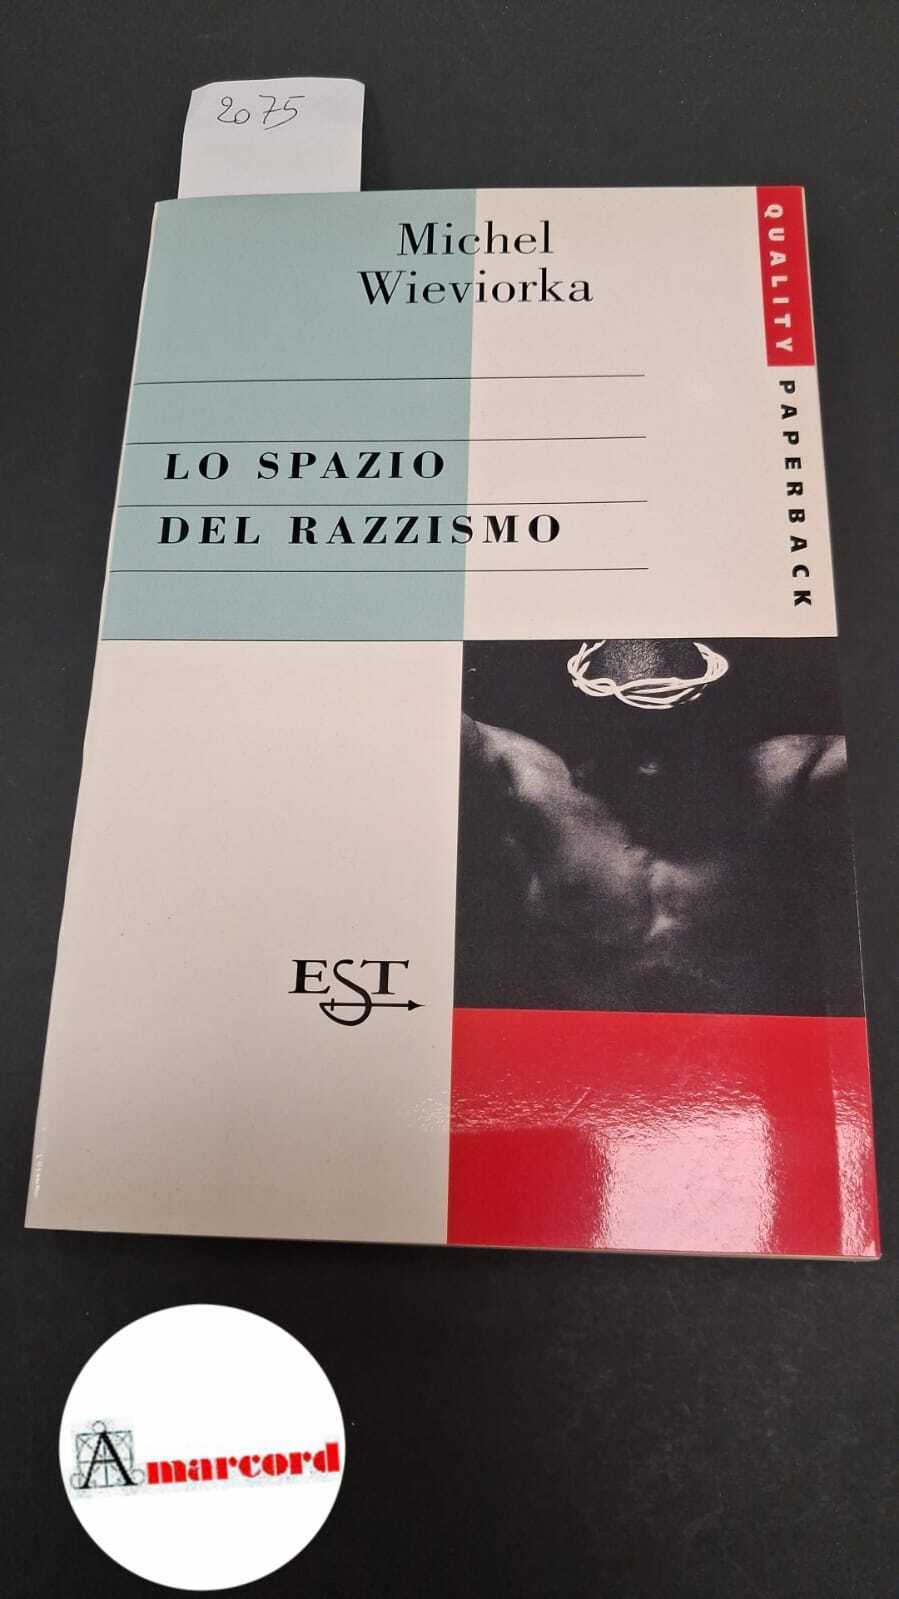 2075
Michel
Wieviorka
QUALITY PAPERBACK
LO SPAZIO
DEL RAZZISMO
EST
Amarcord